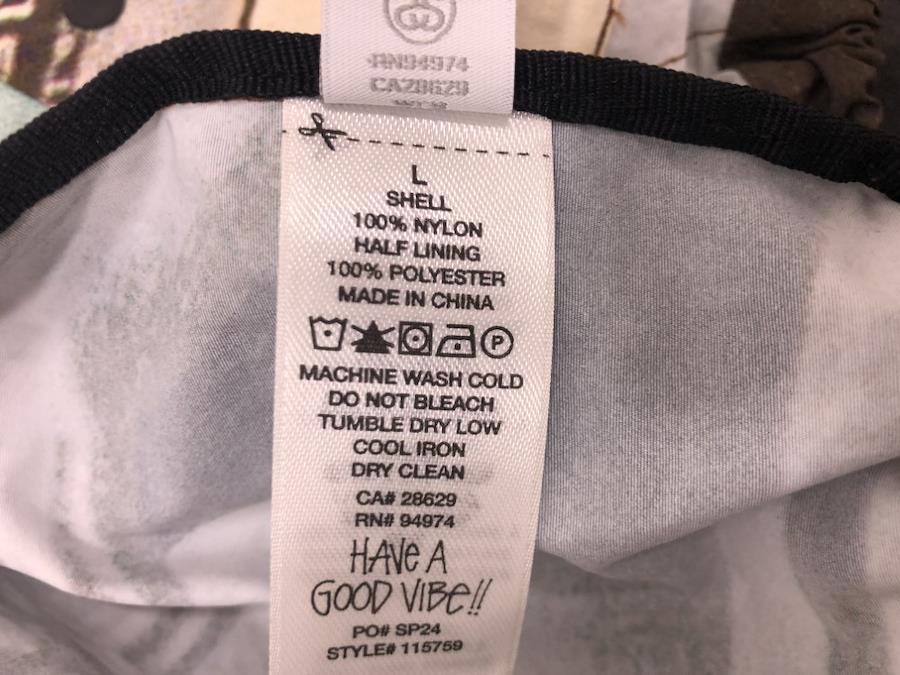 RN94974
CA28629
L
SHELL
100% NYLON
HALF LINING
100% POLYESTER
MADE IN CHINA
P
MACHINE WASH COLD
DO NOT BLEACH
TUMBLE DRY LOW
COOL IRON
DRY CLEAN
CA# 28629
RN# 94974
HAVE A
GOOD VIBE!!
PO# SP24
STYLE# 115759